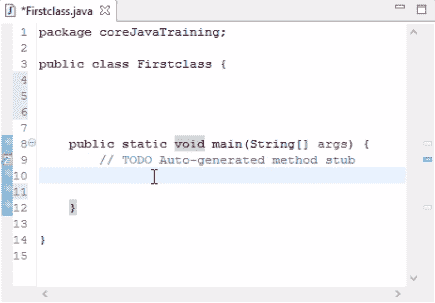 *Firstclass.java
1 package coreJavaTraining;
2
3 public class Firstclass {
4
5
6
7
8 public static void main(String[] args) {
9 // TODO Auto-generated method stub
10
11
12 }
13
14 }
15